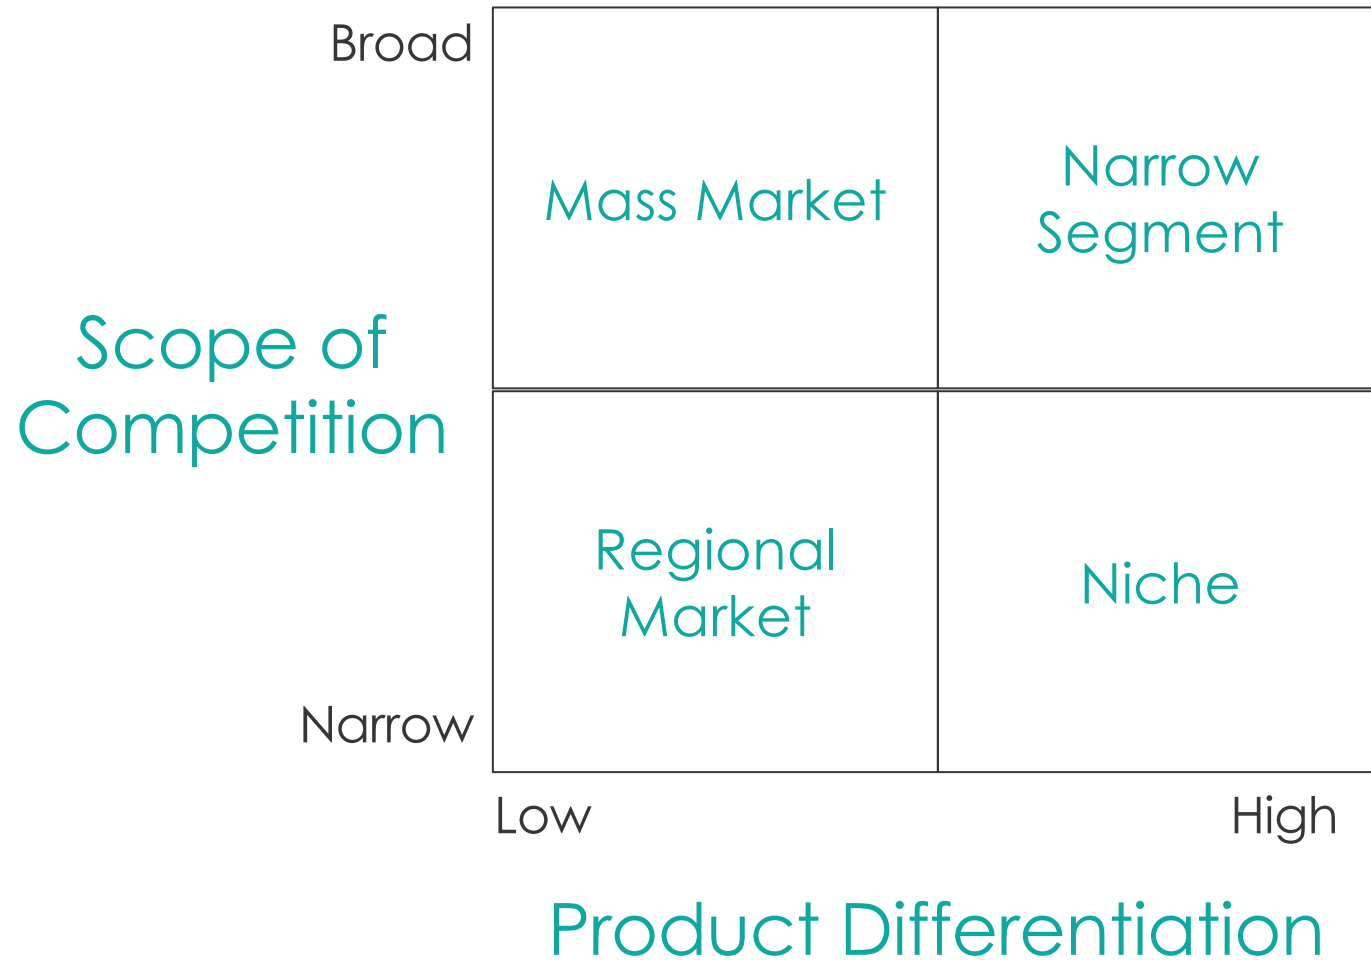 Broad
Mass Market
Narrow
Segment
Scope of
Competition
Regional
Market
Niche
Narrow
Low
High
Product Differentiation